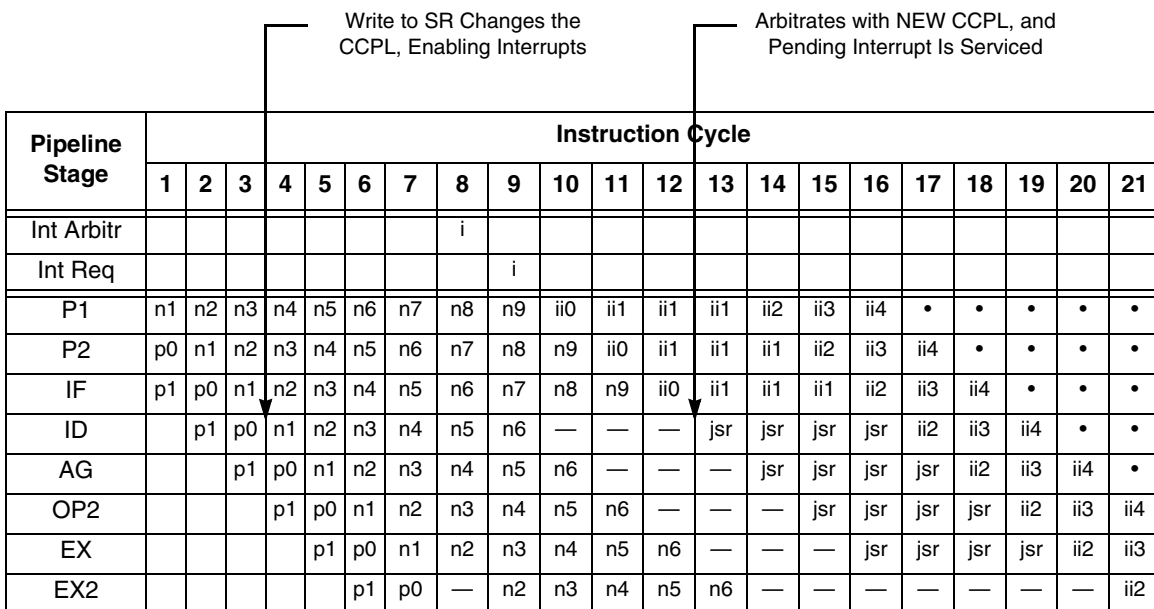 Write to SR Changes the
CCPL, Enabling Interrupts
Arbitrates with NEW CCPL, and
Pending Interrupt Is Serviced
Pipeline Stage
Instruction Cycle
1 2 3 4 5 6 7 8 9 10 11 12 13 14 15 16 17 18 19 20 21
Int Arbitr i
Int Req i
P1 n1 n2 n3 n4 n5 n6 n7 n8 n9 ii0 ii1 ii1 ii1 ii2 ii3 ii4 • • • • •
P2 p0 n1 n2 n3 n4 n5 n6 n7 n8 n9 ii0 ii1 ii1 ii1 ii2 ii3 ii4 • • • •
IF p1 p0 n1 n2 n3 n4 n5 n6 n7 n8 n9 ii0 ii1 ii1 ii1 ii2 ii3 ii4 • • •
ID p1 p0 n1 n2 n3 n4 n5 n6 — — — jsr jsr jsr jsr ii2 ii3 ii4 • •
AG p1 p0 n1 n2 n3 n4 n5 n6 — — — jsr jsr jsr jsr ii2 ii3 ii4 •
OP2 p1 p0 n1 n2 n3 n4 n5 n6 — — — jsr jsr jsr jsr ii2 ii3 ii4
EX p1 p0 n1 n2 n3 n4 n5 n6 — — — jsr jsr jsr jsr ii2 ii3
EX2 p1 p0 — n2 n3 n4 n5 n6 — — — — — — — ii2